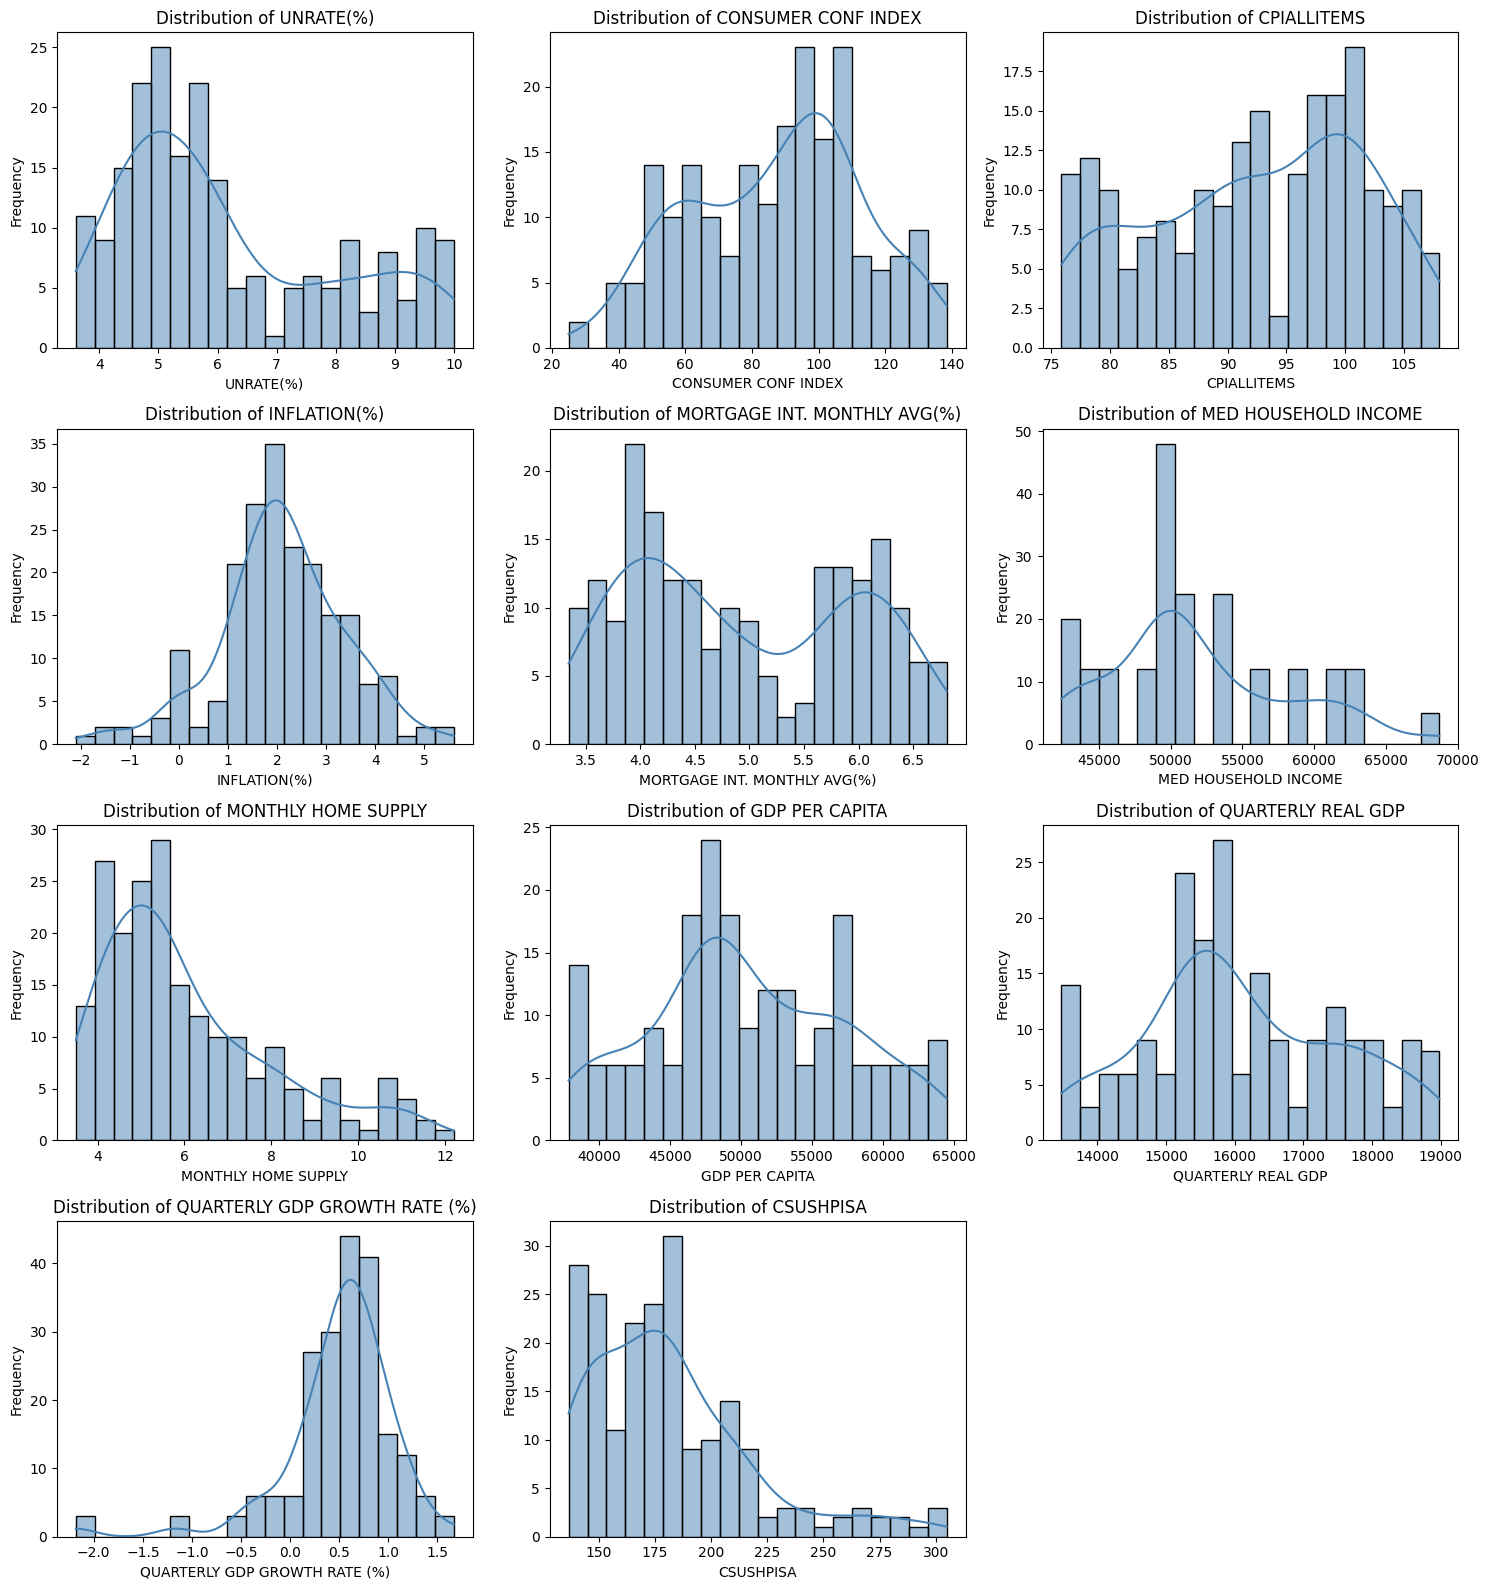 Distribution of UNRATE(%)
Frequency
25
20
15
10
5
0
4 5 6 7 8 9 10
UNRATE(%)
Distribution of CONSUMER CONF INDEX
Frequency
20
15
10
5
0
20 40 60 80 100 120 140
CONSUMER CONF INDEX
Distribution of CPIALLITEMS
Frequency
17.5
15.0
12.5
10.0
7.5
5.0
2.5
0.0
75 80 85 90 95 100 105
CPIALLITEMS
Distribution of INFLATION(%)
Frequency
35
30
25
20
15
10
5
0
−2 −1 0 1 2 3 4 5
INFLATION(%)
Distribution of MORTGAGE INT. MONTHLY AVG(%)
Frequency
20
15
10
5
0
3.5 4.0 4.5 5.0 5.5 6.0 6.5
MORTGAGE INT. MONTHLY AVG(%)
Distribution of MED HOUSEHOLD INCOME
Frequency
50
40
30
20
10
0
45000 50000 55000 60000 65000 70000
MED HOUSEHOLD INCOME
Distribution of MONTHLY HOME SUPPLY
Frequency
30
25
20
15
10
5
0
4 6 8 10 12
MONTHLY HOME SUPPLY
Distribution of GDP PER CAPITA
Frequency
25
20
15
10
5
0
40000 45000 50000 55000 60000 65000
GDP PER CAPITA
Distribution of QUARTERLY REAL GDP
Frequency
25
20
15
10
5
0
14000 15000 16000 17000 18000 19000
QUARTERLY REAL GDP
Distribution of QUARTERLY GDP GROWTH RATE (%)
Frequency
40
30
20
10
0
−2.0 −1.5 −1.0 −0.5 0.0 0.5 1.0 1.5
QUARTERLY GDP GROWTH RATE (%)
Distribution of CSUSHPISA
Frequency
30
25
20
15
10
5
0
150 175 200 225 250 275 300
CSUSHPISA